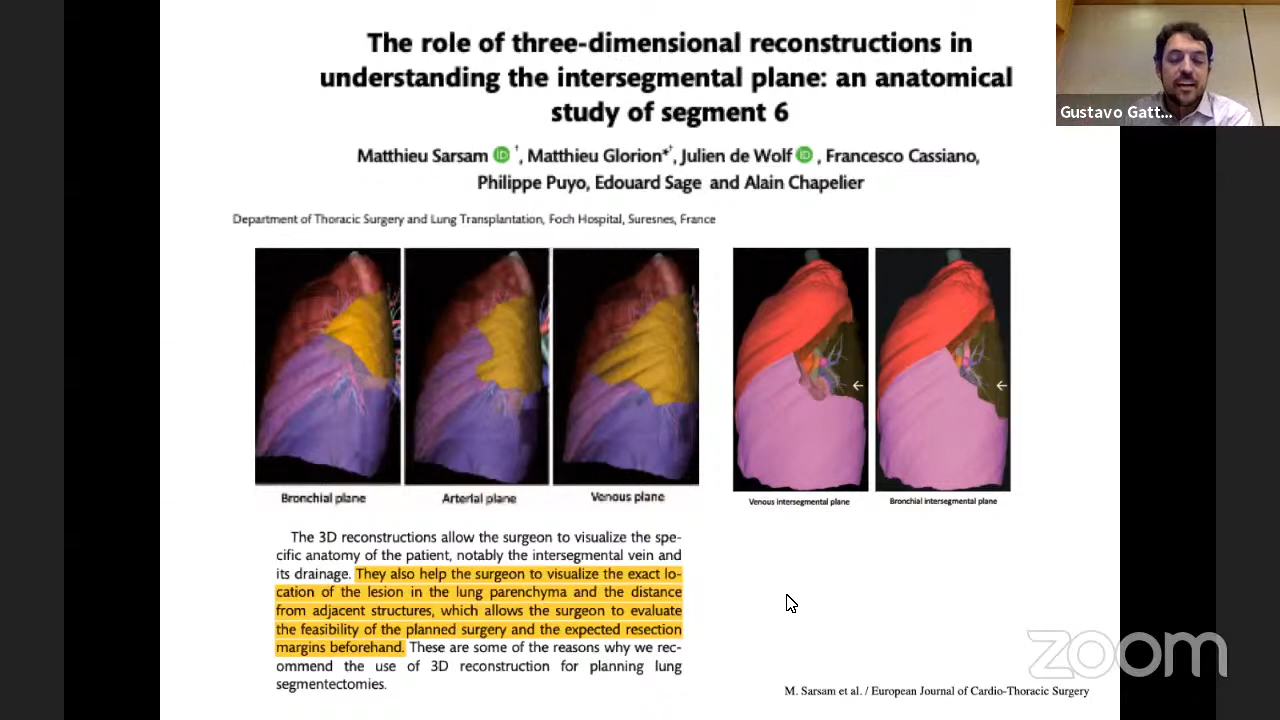 The role of three-dimensional reconstructions in
understanding the intersegmental plane: an anatomical
study of segment 6
Gustavo Gatt...
Matthieu Sarsam iD †, Matthieu Glorion*†, Julien de Wolf iD , Francesco Cassiano,
Philippe Puyo, Edouard Sage and Alain Chapelier
Department of Thoracic Surgery and Lung Transplantation, Foch Hospital, Suresnes, France
Bronchial plane
Arterial plane
Venous plane
Venous intersegmental plane
Bronchial intersegmental plane
The 3D reconstructions allow the surgeon to visualize the spe-
cific anatomy of the patient, notably the intersegmental vein and
its drainage. They also help the surgeon to visualize the exact lo-
cation of the lesion in the lung parenchyma and the distance
from adjacent structures, which allows the surgeon to evaluate
the feasibility of the planned surgery and the expected resection
margins beforehand. These are some of the reasons why we rec-
ommend the use of 3D reconstruction for planning lung
segmentectomies.
zoom
M. Sarsam et al. / European Journal of Cardio-Thoracic Surgery